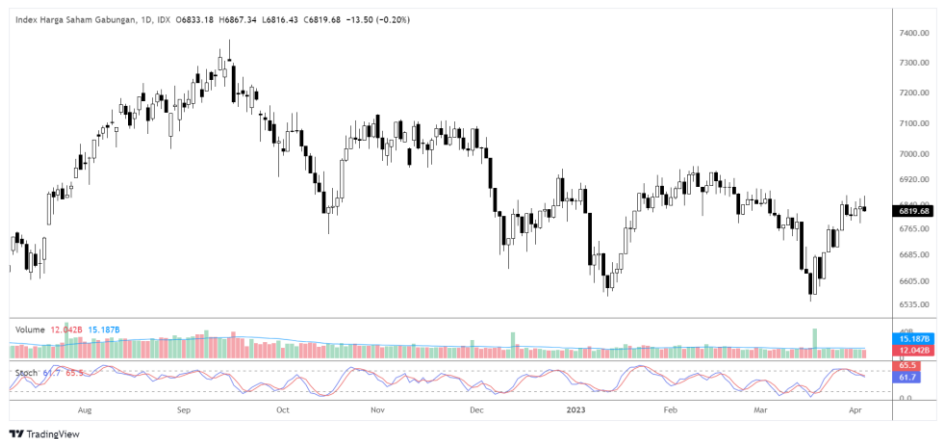 Index Harga Saham Gabungan, 1D, IDX O6833.18 H6867.34 L6816.43 C6819.68 −13.50 (−0.20%)
7400.00
7300.00
7200.00
7100.00
7000.00
6920.00
6819.68
6765.00
6685.00
6605.00
6535.00
Volume 12.042B 15.187B
15.187B
12.042B
Stoch 61.7 65.5
65.5
61.7
0.0
Aug Sep Oct Nov Dec 2023 Feb Mar Apr
TradingView